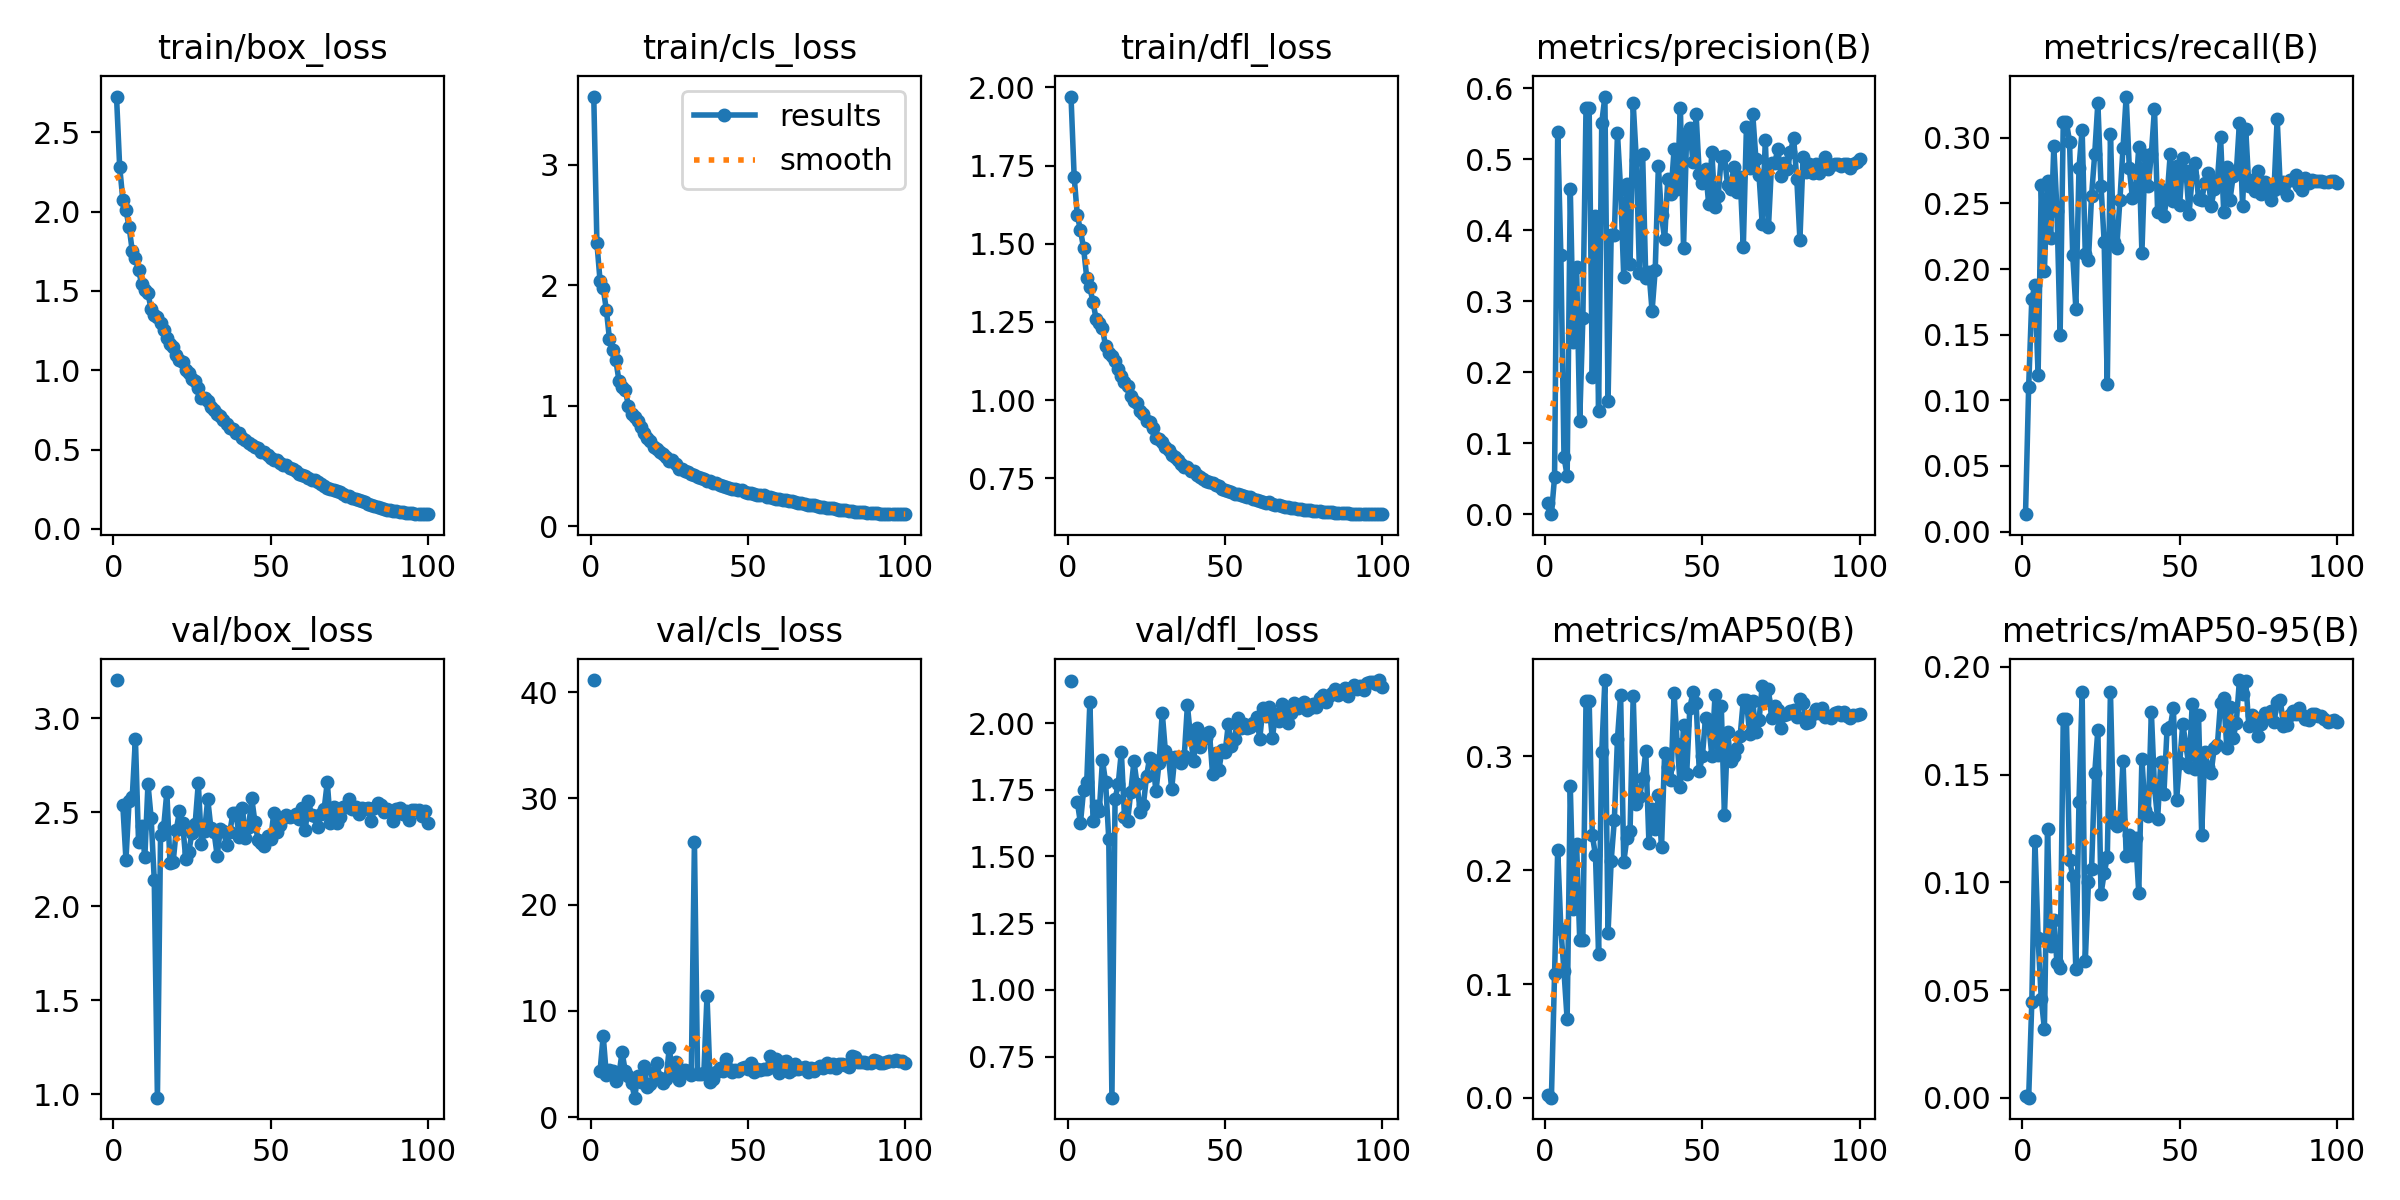 train/box_loss
2.5
2.0
1.5
1.0
0.5
0.0
0 50 100
train/cls_loss
results
smooth
3
2
1
0
0 50 100
train/dfl_loss
2.00
1.75
1.50
1.25
1.00
0.75
0 50 100
metrics/precision(B)
0.6
0.5
0.4
0.3
0.2
0.1
0.0
0 50 100
metrics/recall(B)
0.30
0.25
0.20
0.15
0.10
0.05
0.00
0 50 100
val/box_loss
3.0
2.5
2.0
1.5
1.0
0 50 100
val/cls_loss
40
30
20
10
0
0 50 100
val/dfl_loss
2.00
1.75
1.50
1.25
1.00
0.75
0 50 100
metrics/mAP50(B)
0.3
0.2
0.1
0.0
0 50 100
metrics/mAP50-95(B)
0.20
0.15
0.10
0.05
0.00
0 50 100